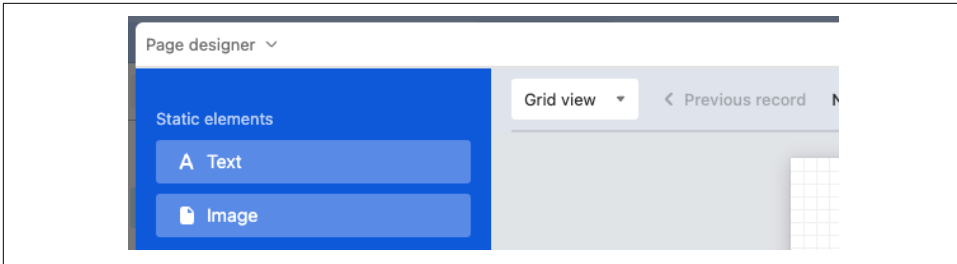 Page designer
Grid view
Previous record
Static elements
Text
Image